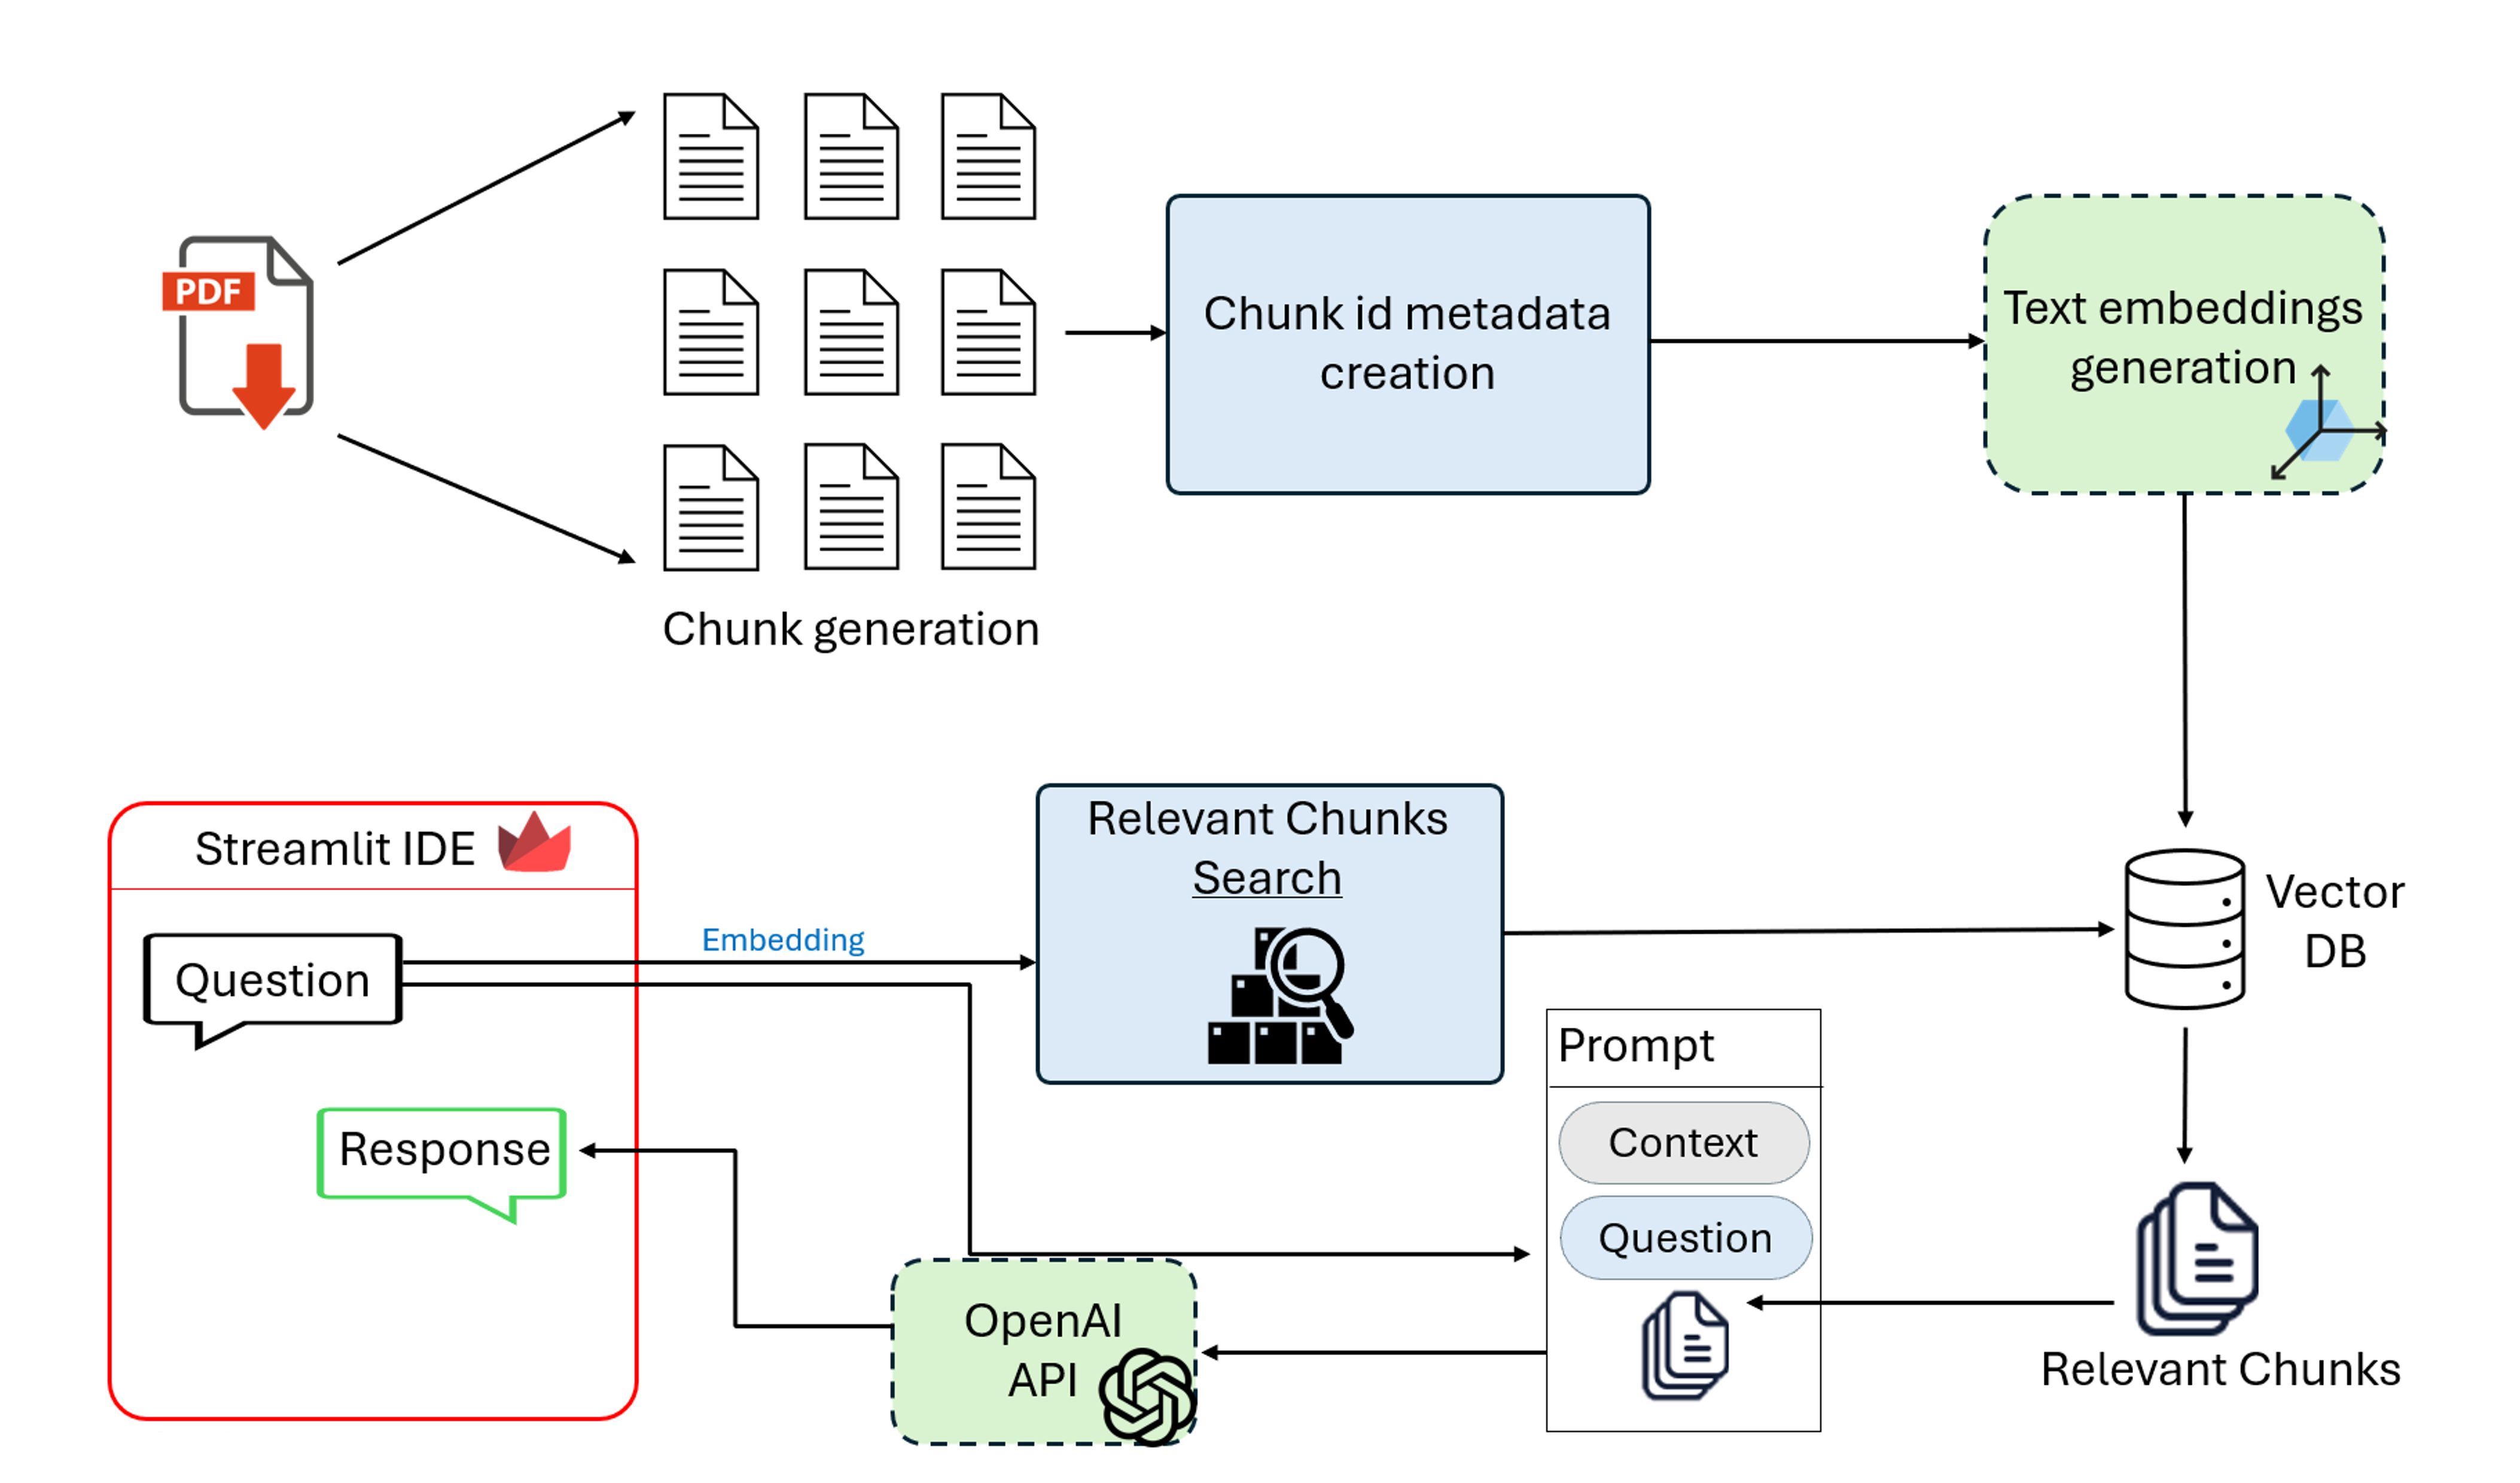 PDF
Chunk generation
Chunk id metadata
creation
Text embeddings
generation
Streamlit IDE
Question
Response
Embedding
Relevant Chunks
Search
Vector
DB
Prompt
Context
Question
Relevant Chunks
OpenAI
API